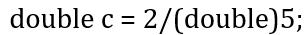 double c = 2/(double)5;